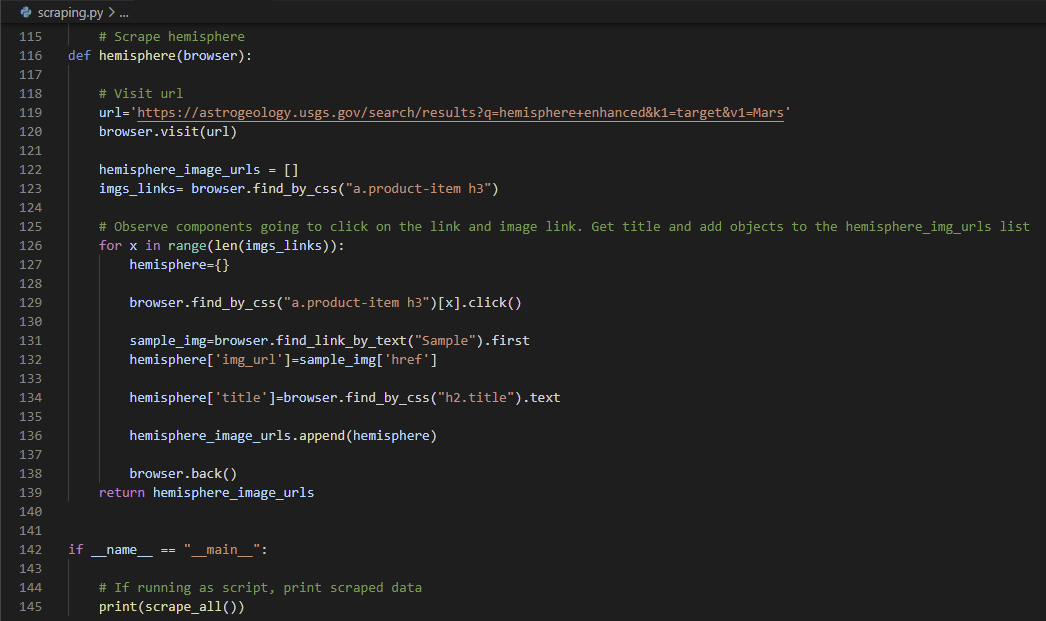 scraping.py > ...
115 # Scrape hemisphere
116 def hemisphere(browser):
117
118 # Visit url
119 url='https://astrogeology.usgs.gov/search/results?q=hemisphere+enhanced&k1=target&v1=Mars'
120 browser.visit(url)
121
122 hemisphere_image_urls = []
123 imgs_links= browser.find_by_css("a.product-item h3")
124
125 # Observe components going to click on the link and image link. Get title and add objects to the hemisphere_img_urls list
126 for x in range(len(imgs_links)):
127 hemisphere={}
128
129 browser.find_by_css("a.product-item h3")[x].click()
130
131 sample_img=browser.find_link_by_text("Sample").first
132 hemisphere['img_url']=sample_img['href']
133
134 hemisphere['title']=browser.find_by_css("h2.title").text
135
136 hemisphere_image_urls.append(hemisphere)
137
138 browser.back()
139 return hemisphere_image_urls
140
141
142 if __name__ == "__main__":
143
144 # If running as script, print scraped data
145 print(scrape_all())